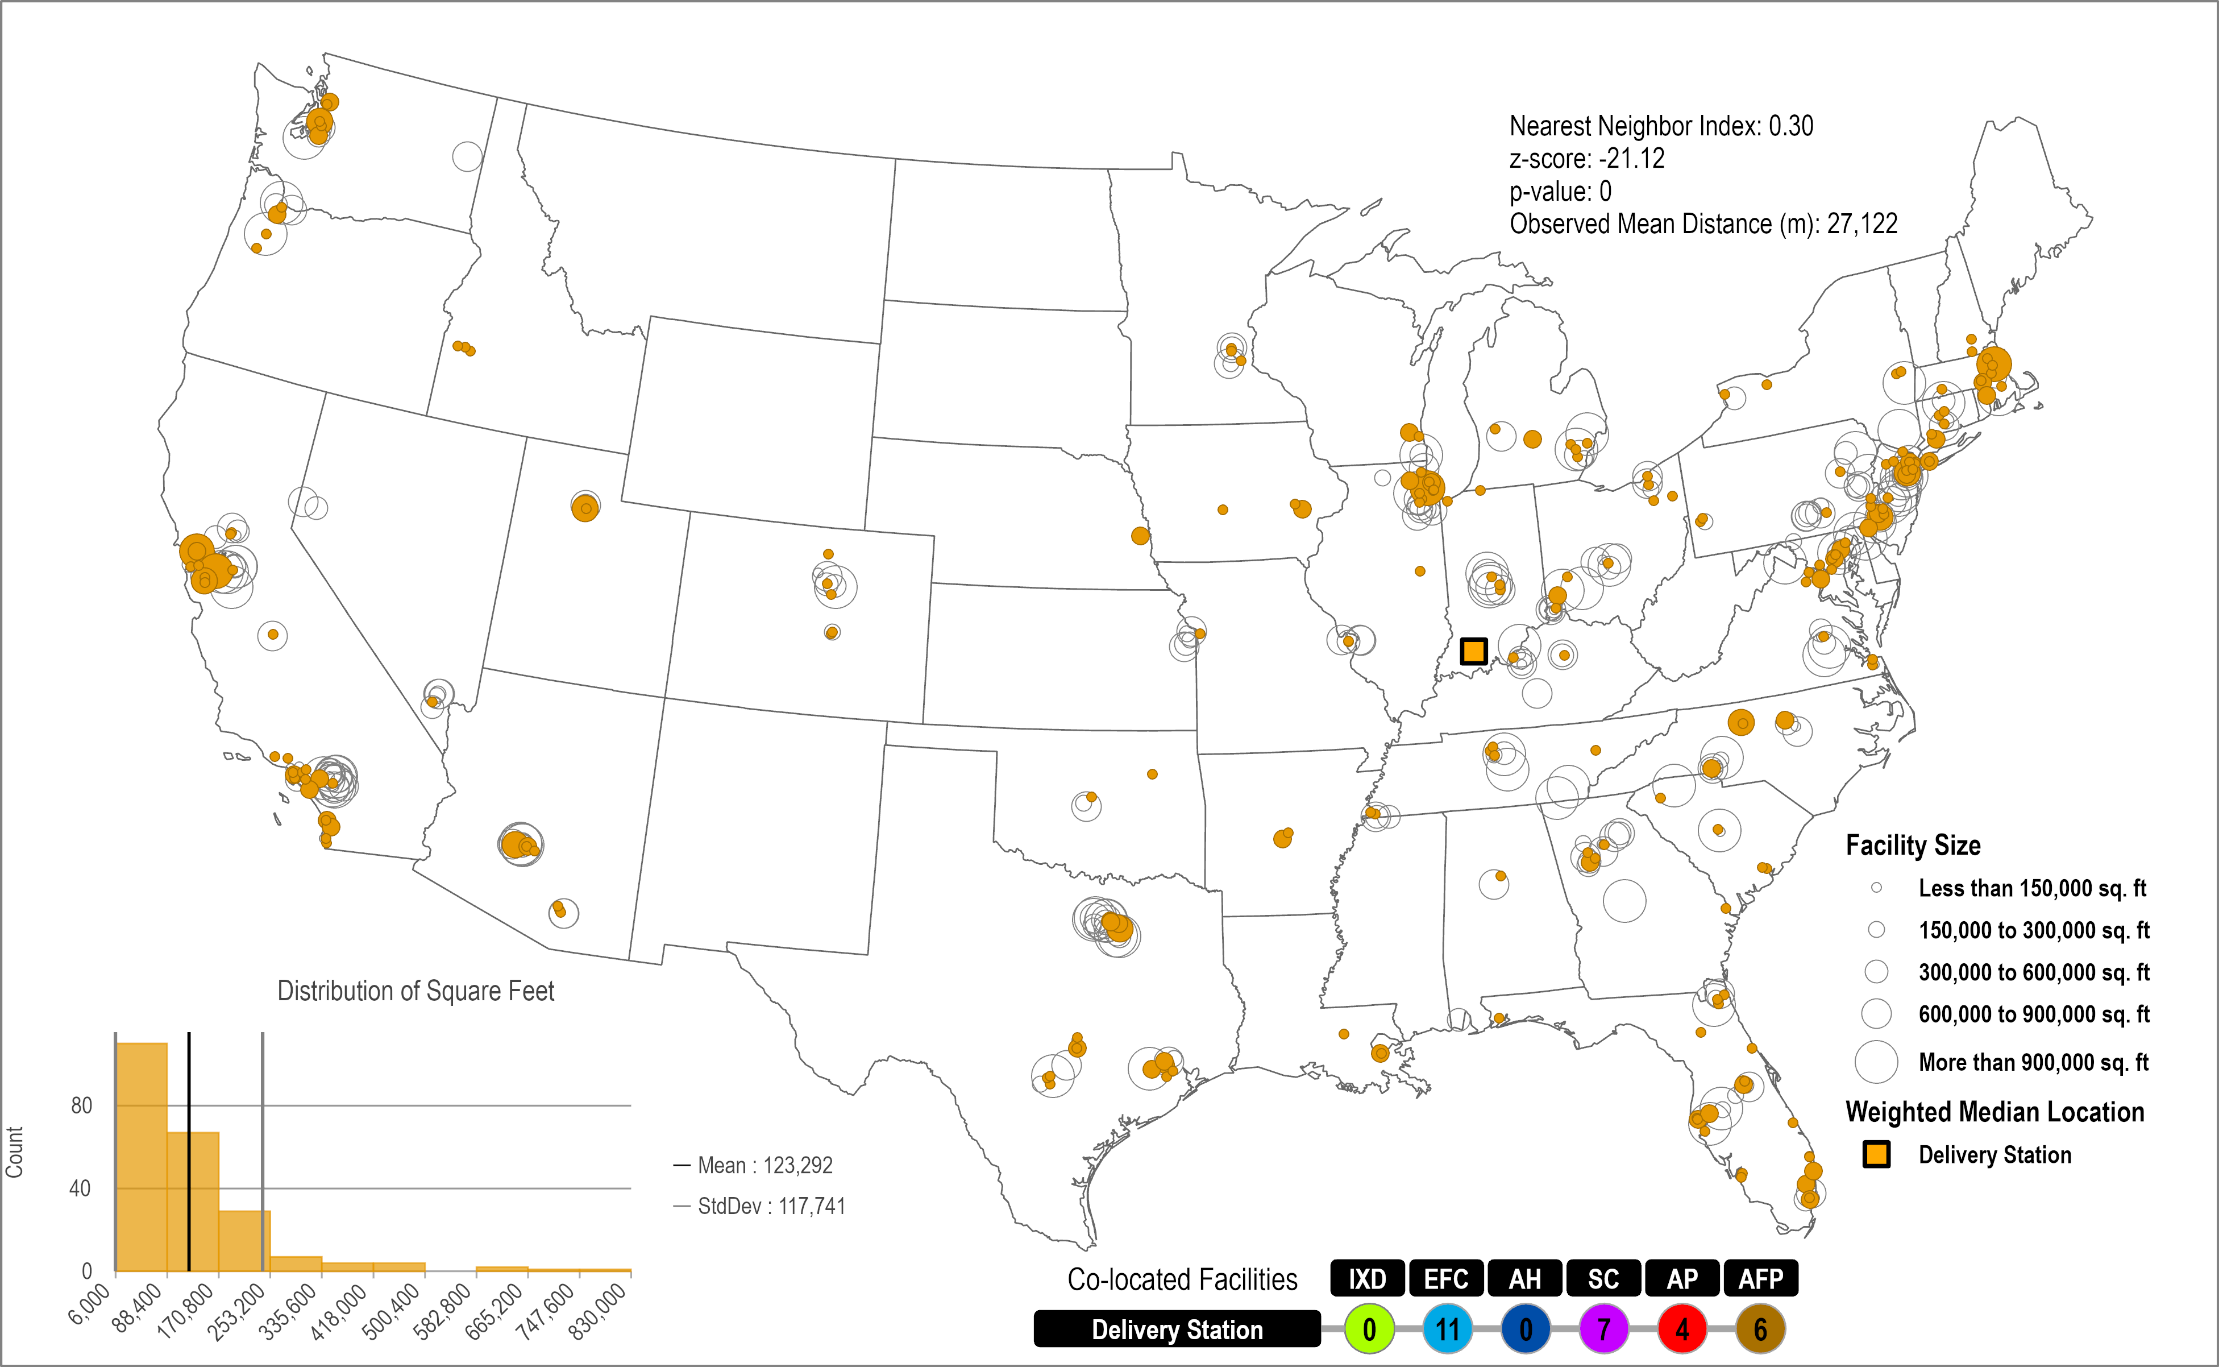 Nearest Neighbor Index: 0.30
z-score: -21.12
p-value: 0
Observed Mean Distance (m): 27,122
Facility Size
Less than 150,000 sq. ft
150,000 to 300,000 sq. ft
300,000 to 600,000 sq. ft
600,000 to 900,000 sq. ft
More than 900,000 sq. ft
Weighted Median Location
Delivery Station
Distribution of Square Feet
Count
80
40
0
6,000
88,400
170,800
253,200
335,600
418,000
500,400
582,800
665,200
747,600
830,000
Mean : 123,292
StdDev : 117,741
Co-located Facilities IXD EFC AH SC AP AFP
Delivery Station 0 11 0 7 4 6